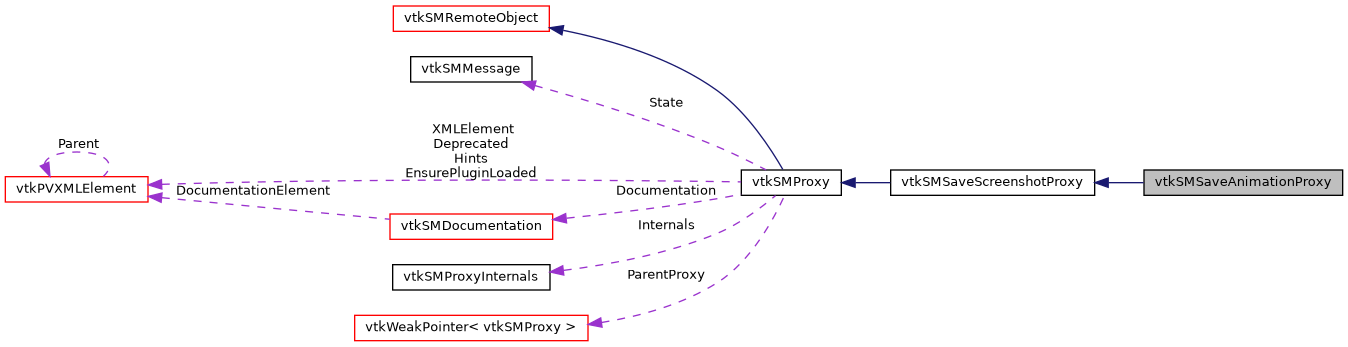 vtkSMRemoteObject
vtkSMMessage
State
XMLElement
Deprecated
Hints
EnsurePluginLoaded
Parent
vtkPVXMLElement
DocumentationElement
Documentation
vtkSMProxy
vtkSMSaveScreenshotProxy
vtkSMSaveAnimationProxy
vtkSMDocumentation
Internals
vtkSMProxyInternals
ParentProxy
vtkWeakPointer< vtkSMProxy >